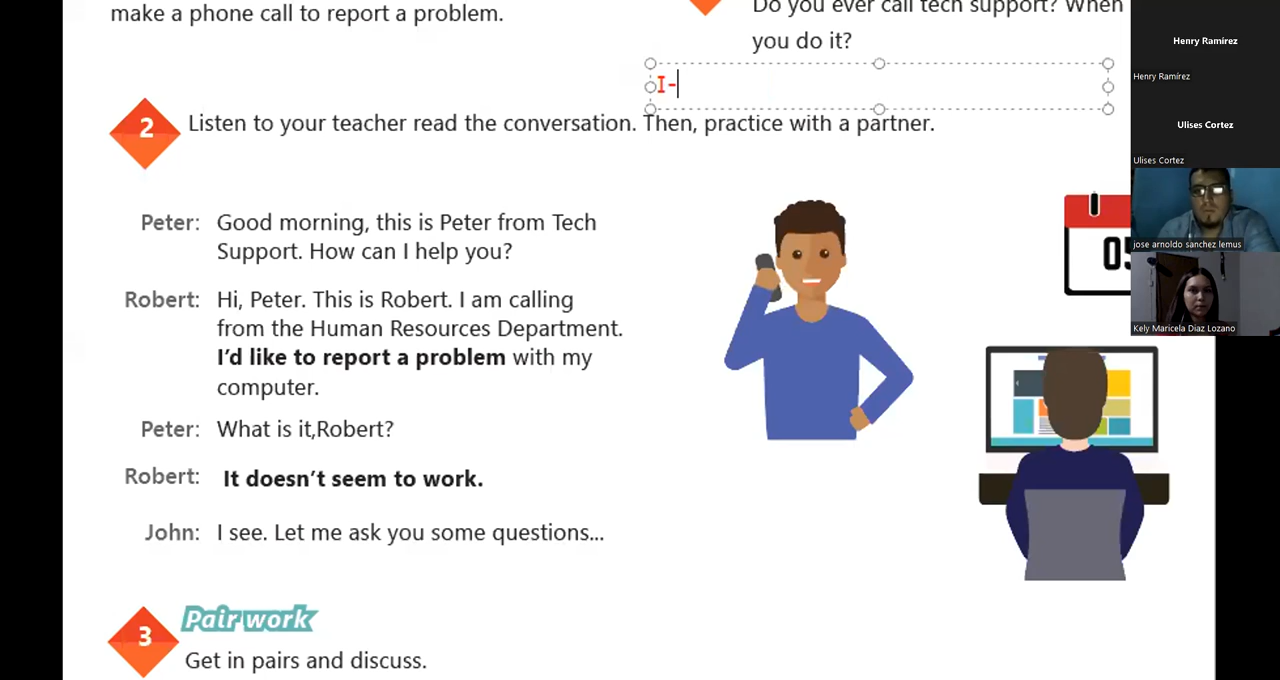 make a phone call to report a problem.
Do you ever call tech support? When
you do it?
I-
2
Listen to your teacher read the conversation. Then, practice with a partner.
Peter: Good morning, this is Peter from Tech
Support. How can I help you?
Robert: Hi, Peter. This is Robert. I am calling
from the Human Resources Department.
I'd like to report a problem with my
computer.
Peter: What is it,Robert?
Robert: It doesn't seem to work.
John: I see. Let me ask you some questions...
3
Pair work
Get in pairs and discuss.
05
Henry Ramírez
Henry Ramírez
Ulises Cortez
Ulises Cortez
jose arnoldo sanchez lemus
Kely Maricela Diaz Lozano